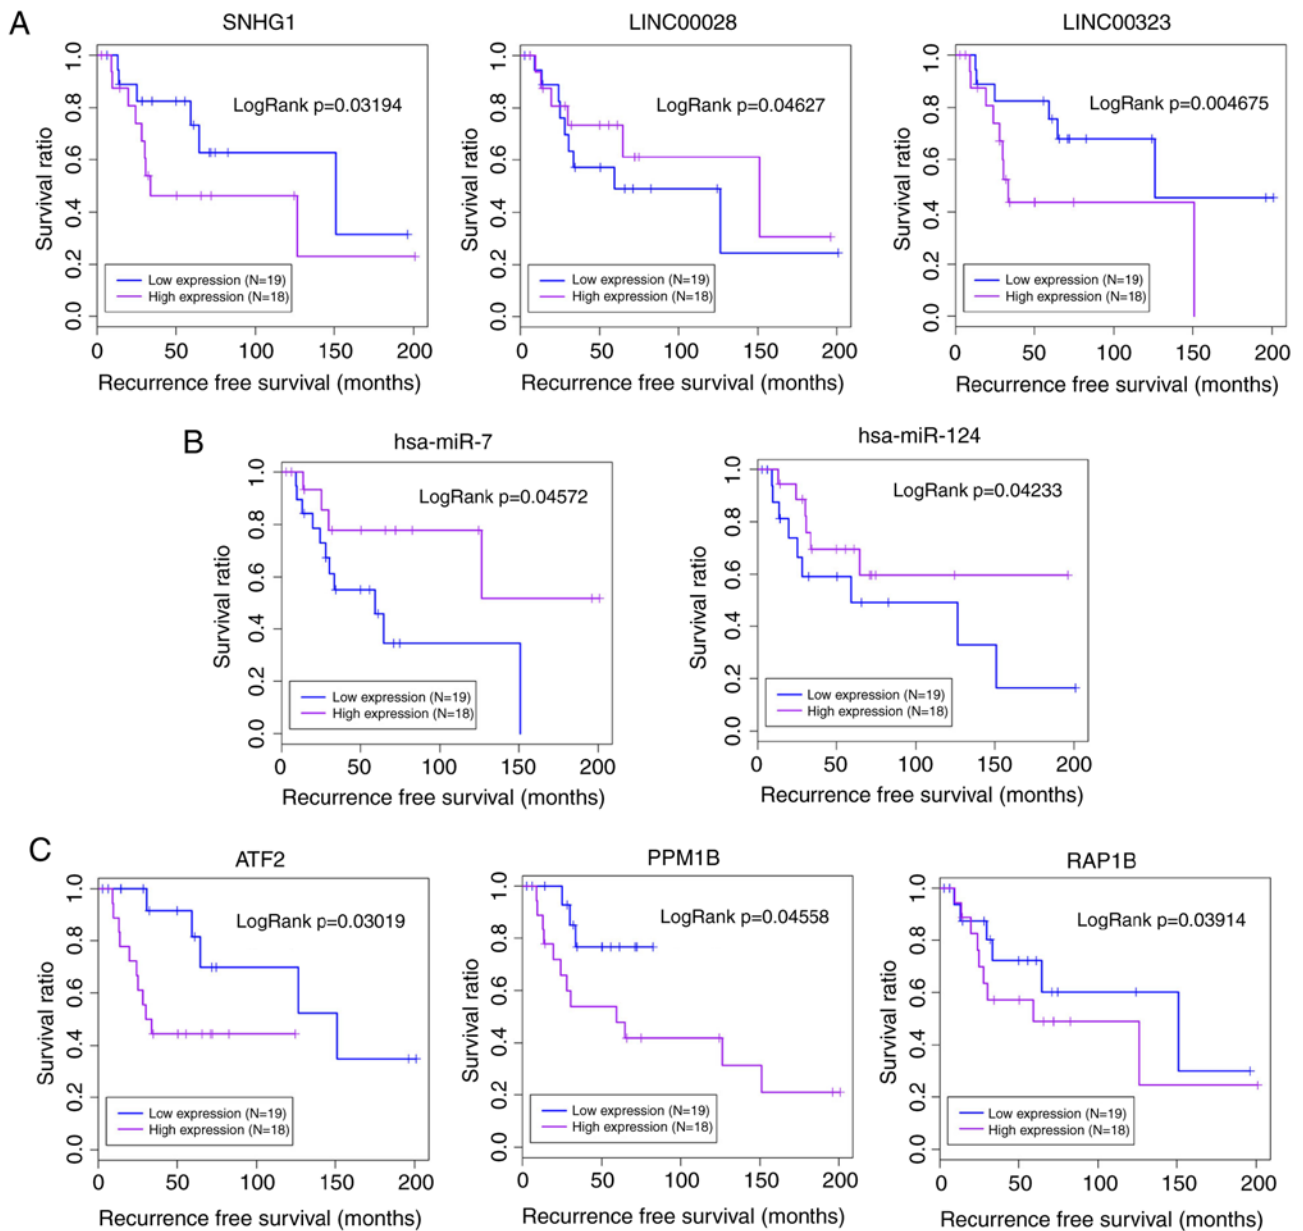 A
SNHG1
LINC00028
LINC00323
LogRank p=0.03194
LogRank p=0.04627
LogRank p=0.004675
Survival ratio
0.0 0.2 0.4 0.6 0.8 1.0
Low expression (N=19)
High expression (N=18)
0 50 100 150 200
Recurrence free survival (months)
Survival ratio
0.0 0.2 0.4 0.6 0.8 1.0
Low expression (N=19)
High expression (N=18)
0 50 100 150 200
Recurrence free survival (months)
Survival ratio
0.0 0.2 0.4 0.6 0.8 1.0
Low expression (N=19)
High expression (N=18)
0 50 100 150 200
Recurrence free survival (months)
B
hsa-miR-7
hsa-miR-124
LogRank p=0.04572
LogRank p=0.04233
Survival ratio
0.0 0.2 0.4 0.6 0.8 1.0
Low expression (N=19)
High expression (N=18)
0 50 100 150 200
Recurrence free survival (months)
Survival ratio
0.0 0.2 0.4 0.6 0.8 1.0
Low expression (N=19)
High expression (N=18)
0 50 100 150 200
Recurrence free survival (months)
C
ATF2
PPM1B
RAP1B
LogRank p=0.03019
LogRank p=0.04558
LogRank p=0.03914
Survival ratio
0.0 0.2 0.4 0.6 0.8 1.0
Low expression (N=19)
High expression (N=18)
0 50 100 150 200
Recurrence free survival (months)
Survival ratio
0.0 0.2 0.4 0.6 0.8 1.0
Low expression (N=19)
High expression (N=18)
0 50 100 150 200
Recurrence free survival (months)
Survival ratio
0.0 0.2 0.4 0.6 0.8 1.0
Low expression (N=19)
High expression (N=18)
0 50 100 150 200
Recurrence free survival (months)